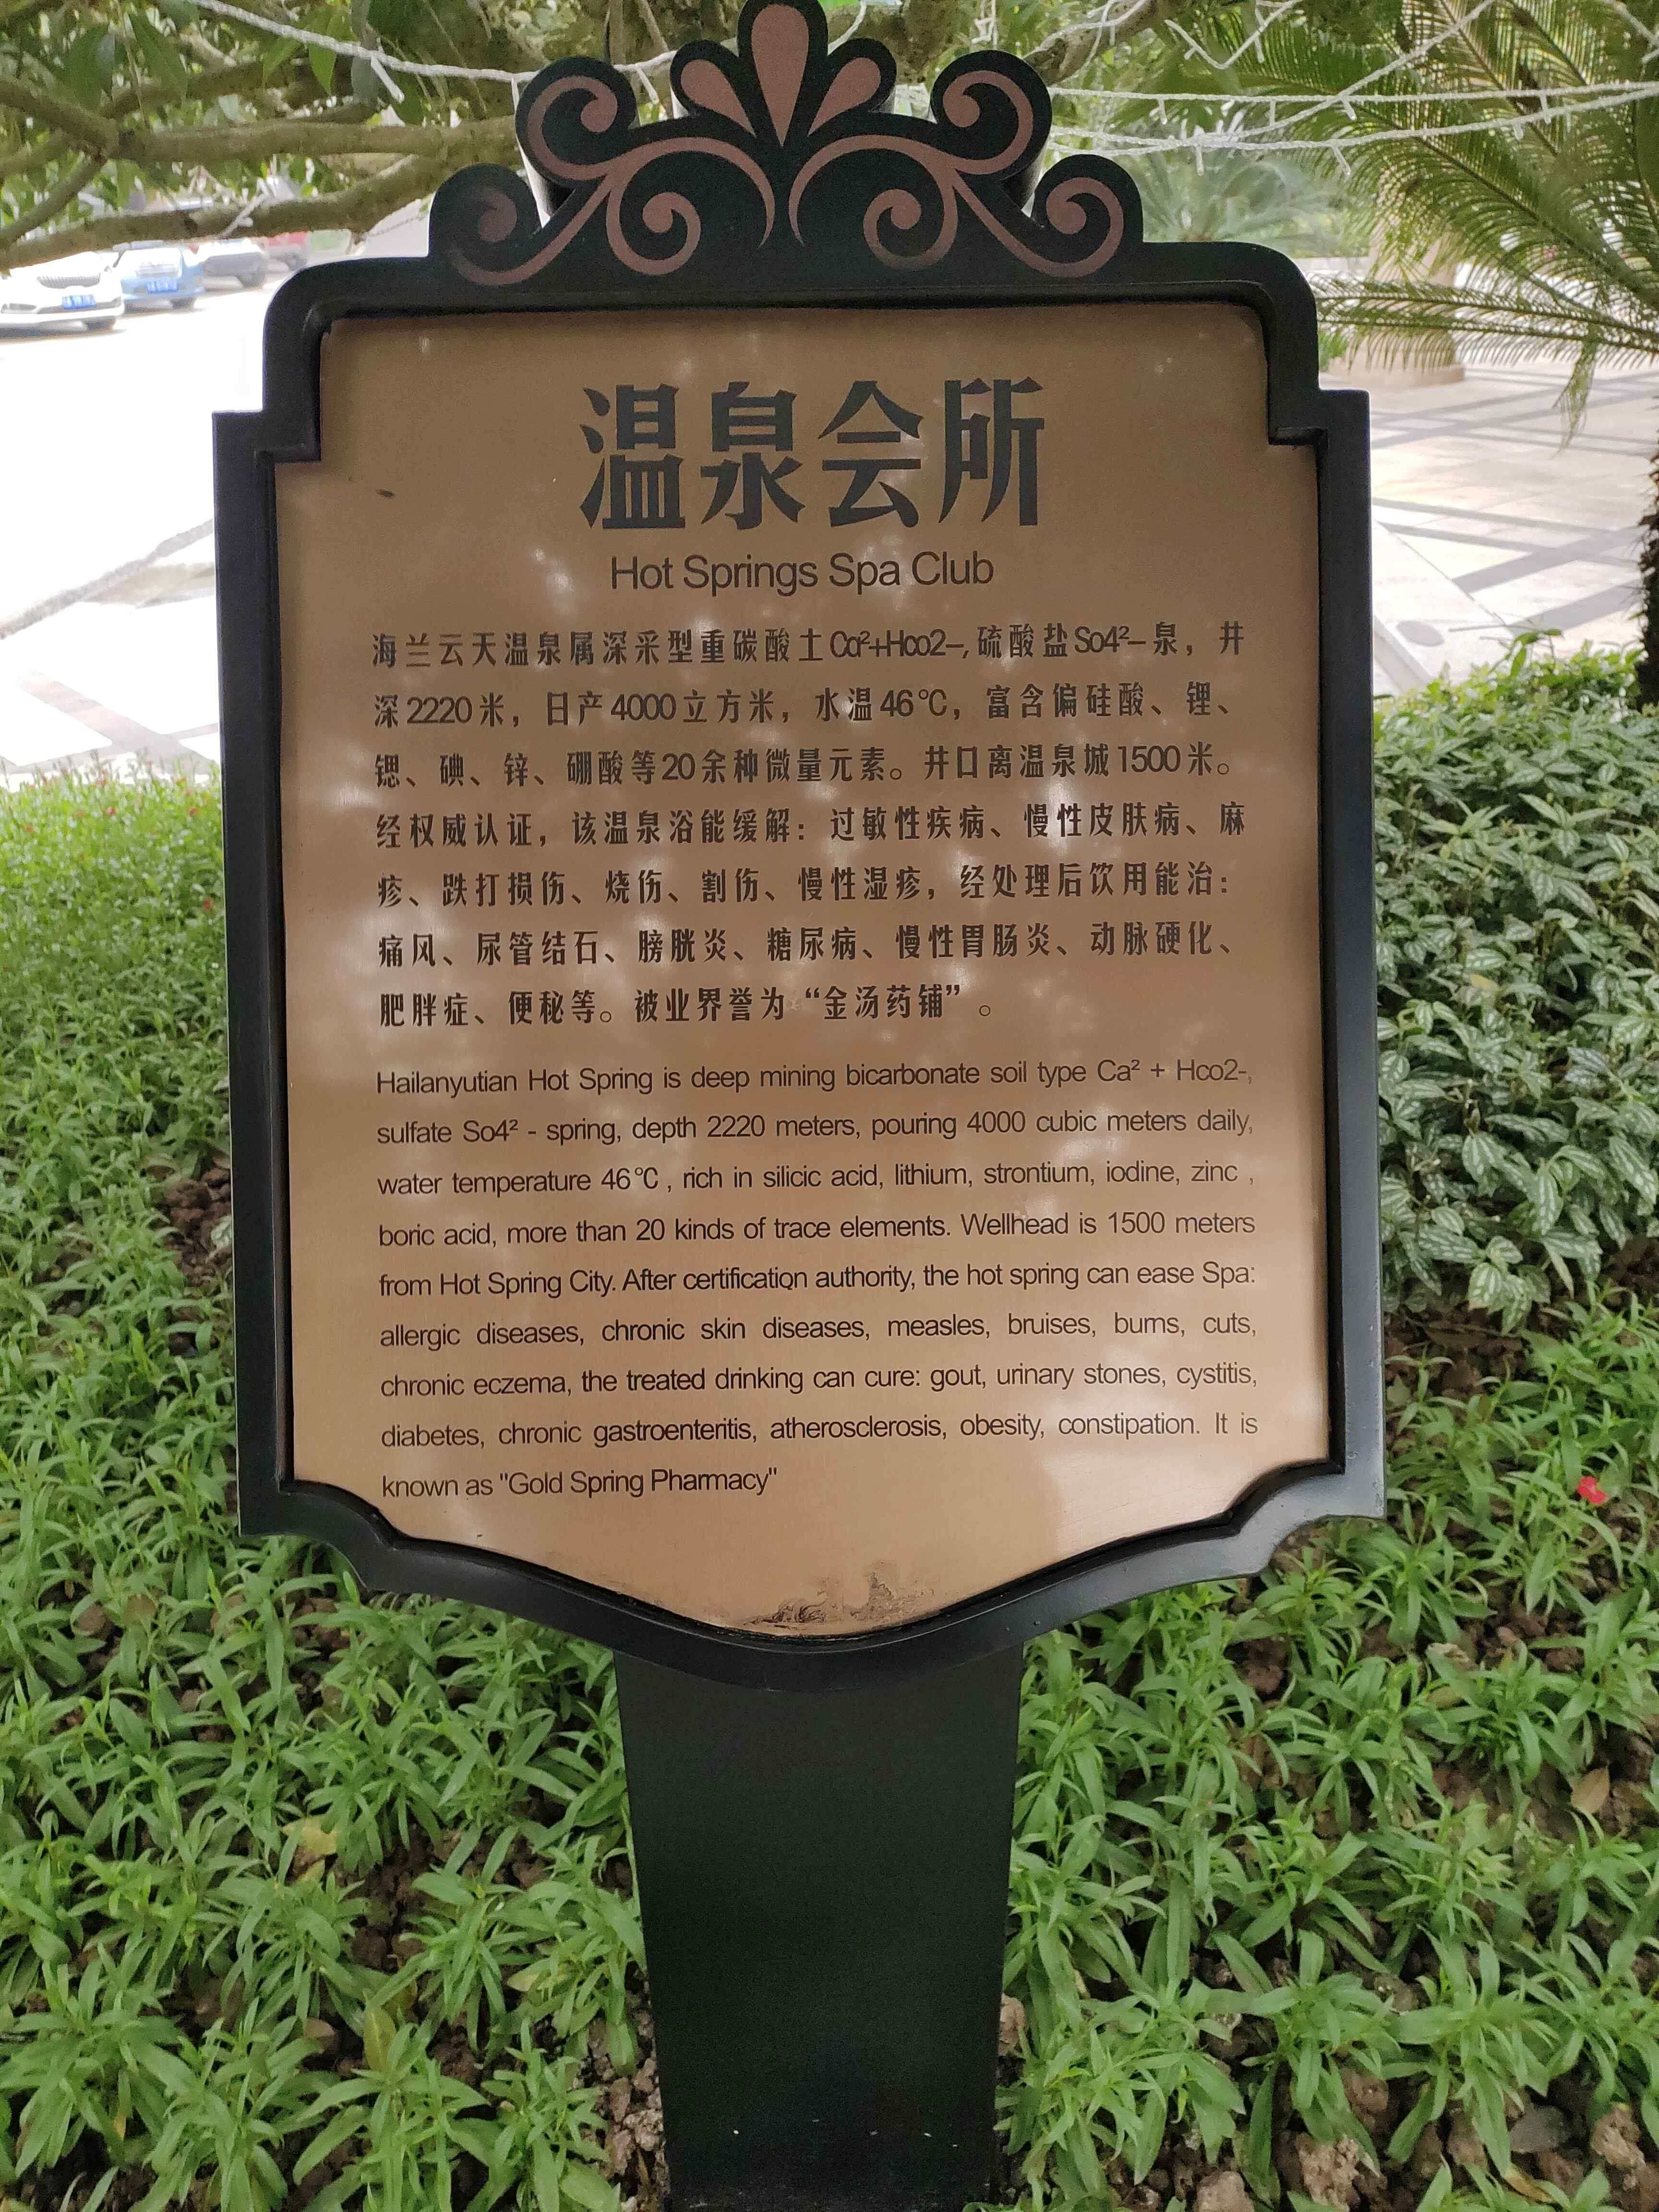 温泉会所
Hot Springs Spa Club
海兰云天温泉属深采型重碳酸土Ca²+Hco2-,硫酸盐So4²-泉，井
深2220米，日产4000立方米，水温46℃，富含偏硅酸、锂、
锶、碘、锌、硼酸等20余种微量元素。井口离温泉城1500米。
经权威认证，该温泉浴能缓解：过敏性疾病、慢性皮肤病、麻
疹、跌打损伤、烧伤、割伤、慢性湿疹，经处理后饮用能治：
痛风、尿管结石、膀胱炎、糖尿病、慢性胃肠炎、动脉硬化、
肥胖症、便秘等。被业界誉为“金汤药铺”。
Hailanyutian Hot Spring is deep mining bicarbonate soil type Ca² + Hco2-,
sulfate So4² - spring, depth 2220 meters, pouring 4000 cubic meters daily,
water temperature 46℃ , rich in silicic acid, lithium, strontium, iodine, zinc ,
boric acid, more than 20 kinds of trace elements. Wellhead is 1500 meters
from Hot Spring City. After certification authority, the hot spring can ease Spa:
allergic diseases, chronic skin diseases, measles, bruises, burns, cuts,
chronic eczema, the treated drinking can cure: gout, urinary stones, cystitis,
diabetes, chronic gastroenteritis, atherosclerosis, obesity, constipation. It is
known as "Gold Spring Pharmacy"